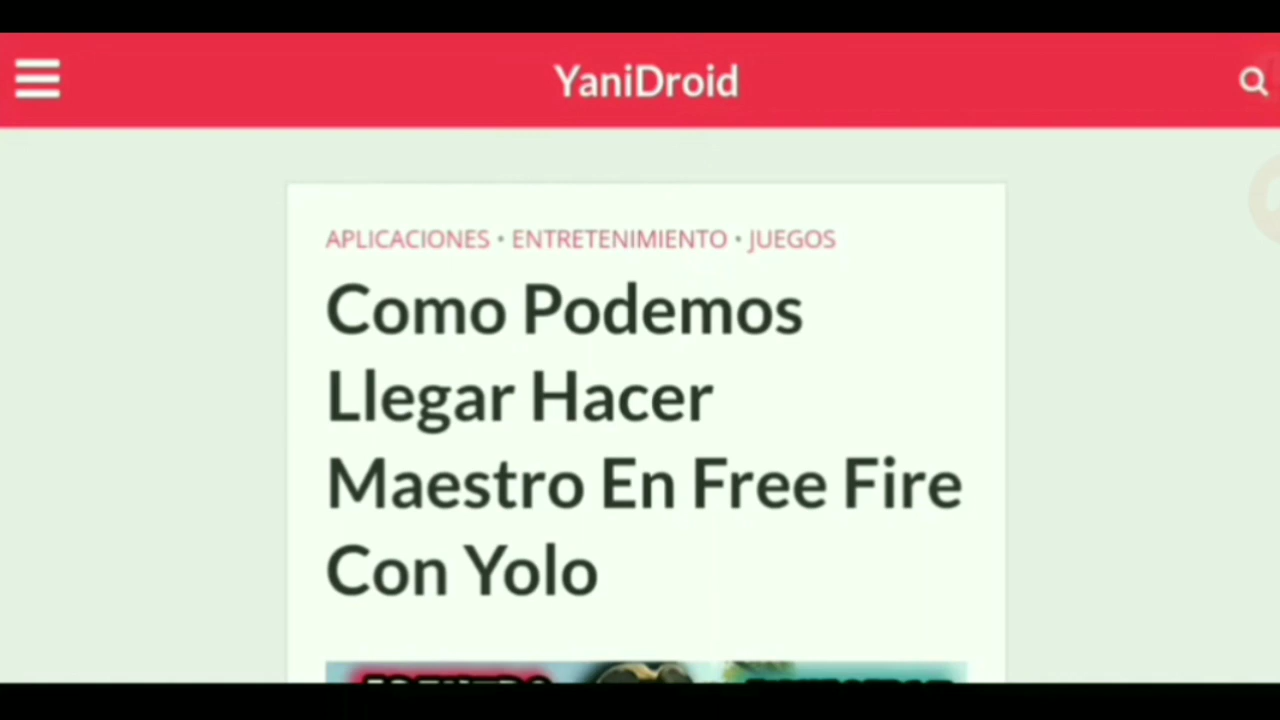 YaniDroid
APLICACIONES • ENTRETENIMIENTO • JUEGOS
Como Podemos
Llegar Hacer
Maestro En Free Fire
Con Yolo